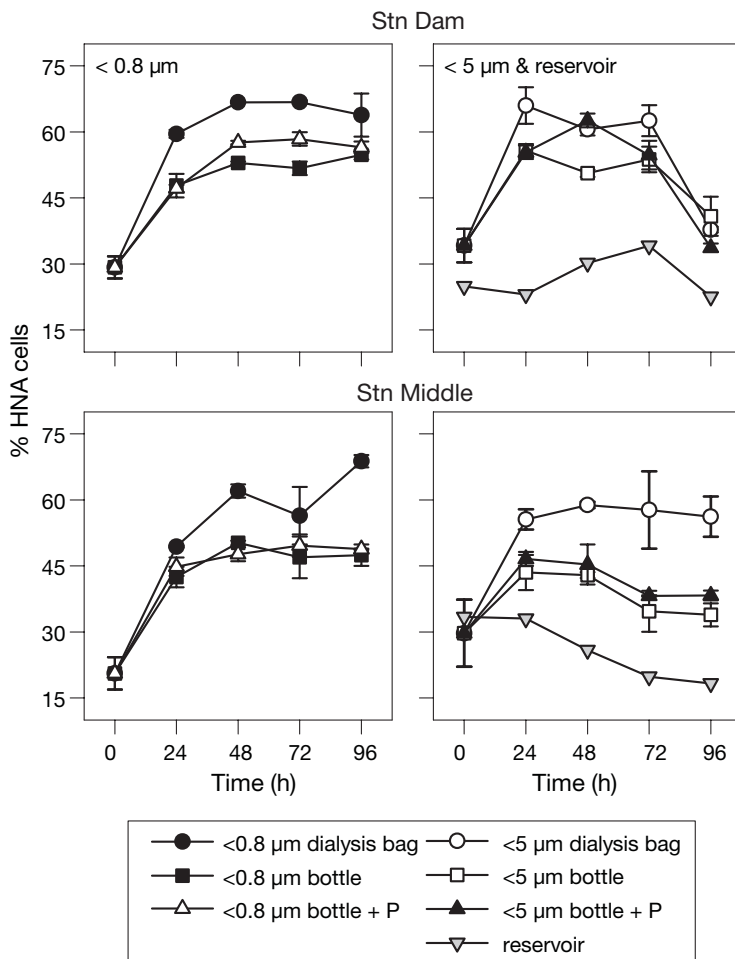 Stn Dam
< 0.8 µm
< 5 µm & reservoir
75
60
45
30
15
% HNA cells
Stn Middle
75
60
45
30
15
0 24 48 72 96
0 24 48 72 96
Time (h)
Time (h)
<0.8 µm dialysis bag
<5 µm dialysis bag
<0.8 µm bottle
<5 µm bottle
<0.8 µm bottle + P
<5 µm bottle + P
reservoir